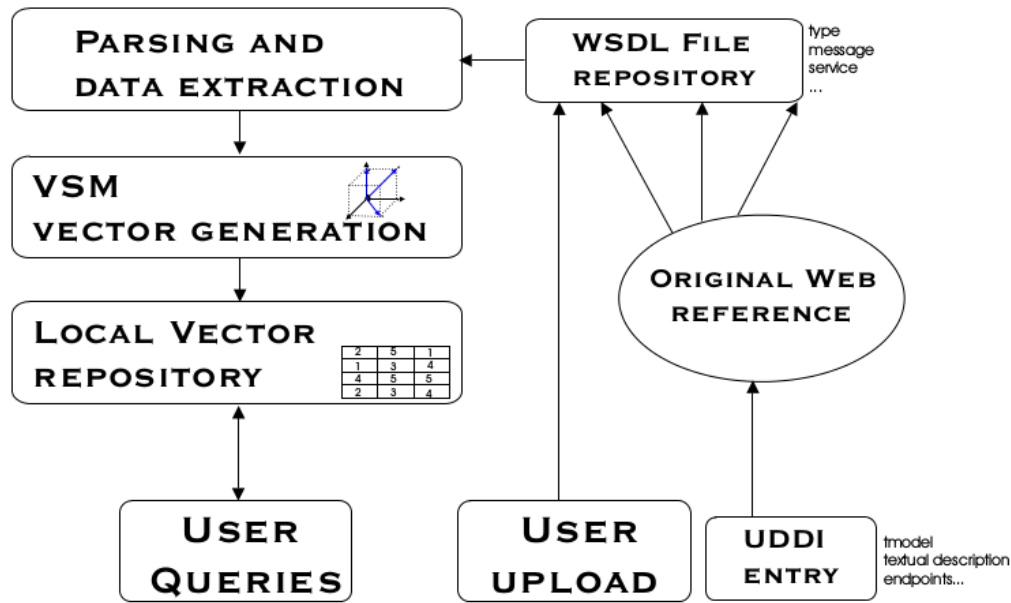 Parsing and
data extraction
WSDL File
repository
type
message
service
...
VSM
vector generation
Original Web
reference
Local Vector
repository
2 5 1
1 3 4
4 5 5
2 3 4
User
Queries
User
upload
UDDI
entry
tmodel
textual description
endpoints...